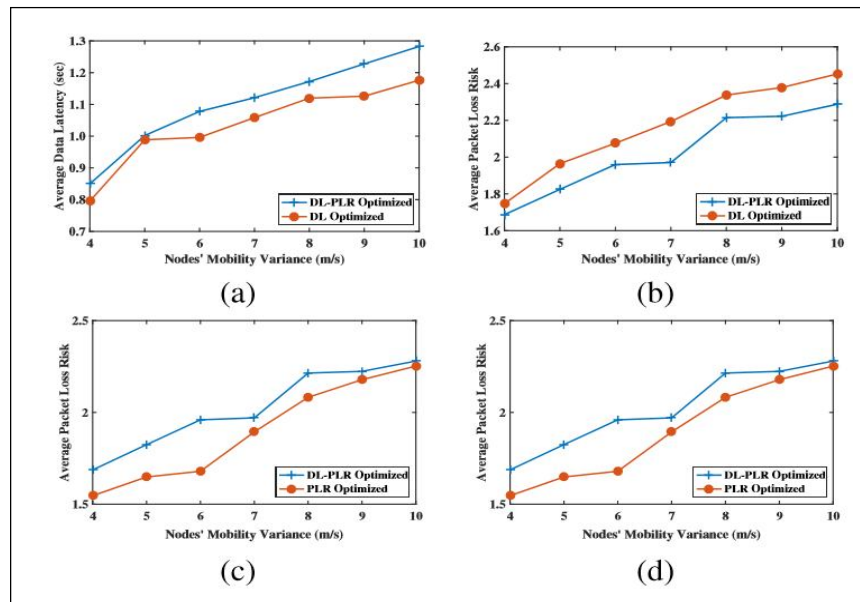 1.3
1.2
1.1
1.0
0.9
0.8
0.7
Average Data Latency (sec)
DL-PLR Optimized
DL Optimized
4 5 6 7 8 9 10
Nodes' Mobility Variance (m/s)
(a)
2.6
2.4
2.2
2
1.8
1.6
Average Packet Loss Risk
DL-PLR Optimized
DL Optimized
4 5 6 7 8 9 10
Nodes' Mobility Variance (m/s)
(b)
2.5
2
1.5
Average Packet Loss Risk
DL-PLR Optimized
PLR Optimized
4 5 6 7 8 9 10
Nodes' Mobility Variance (m/s)
(c)
2.5
2
1.5
Average Packet Loss Risk
DL-PLR Optimized
PLR Optimized
4 5 6 7 8 9 10
Nodes' Mobility Variance (m/s)
(d)